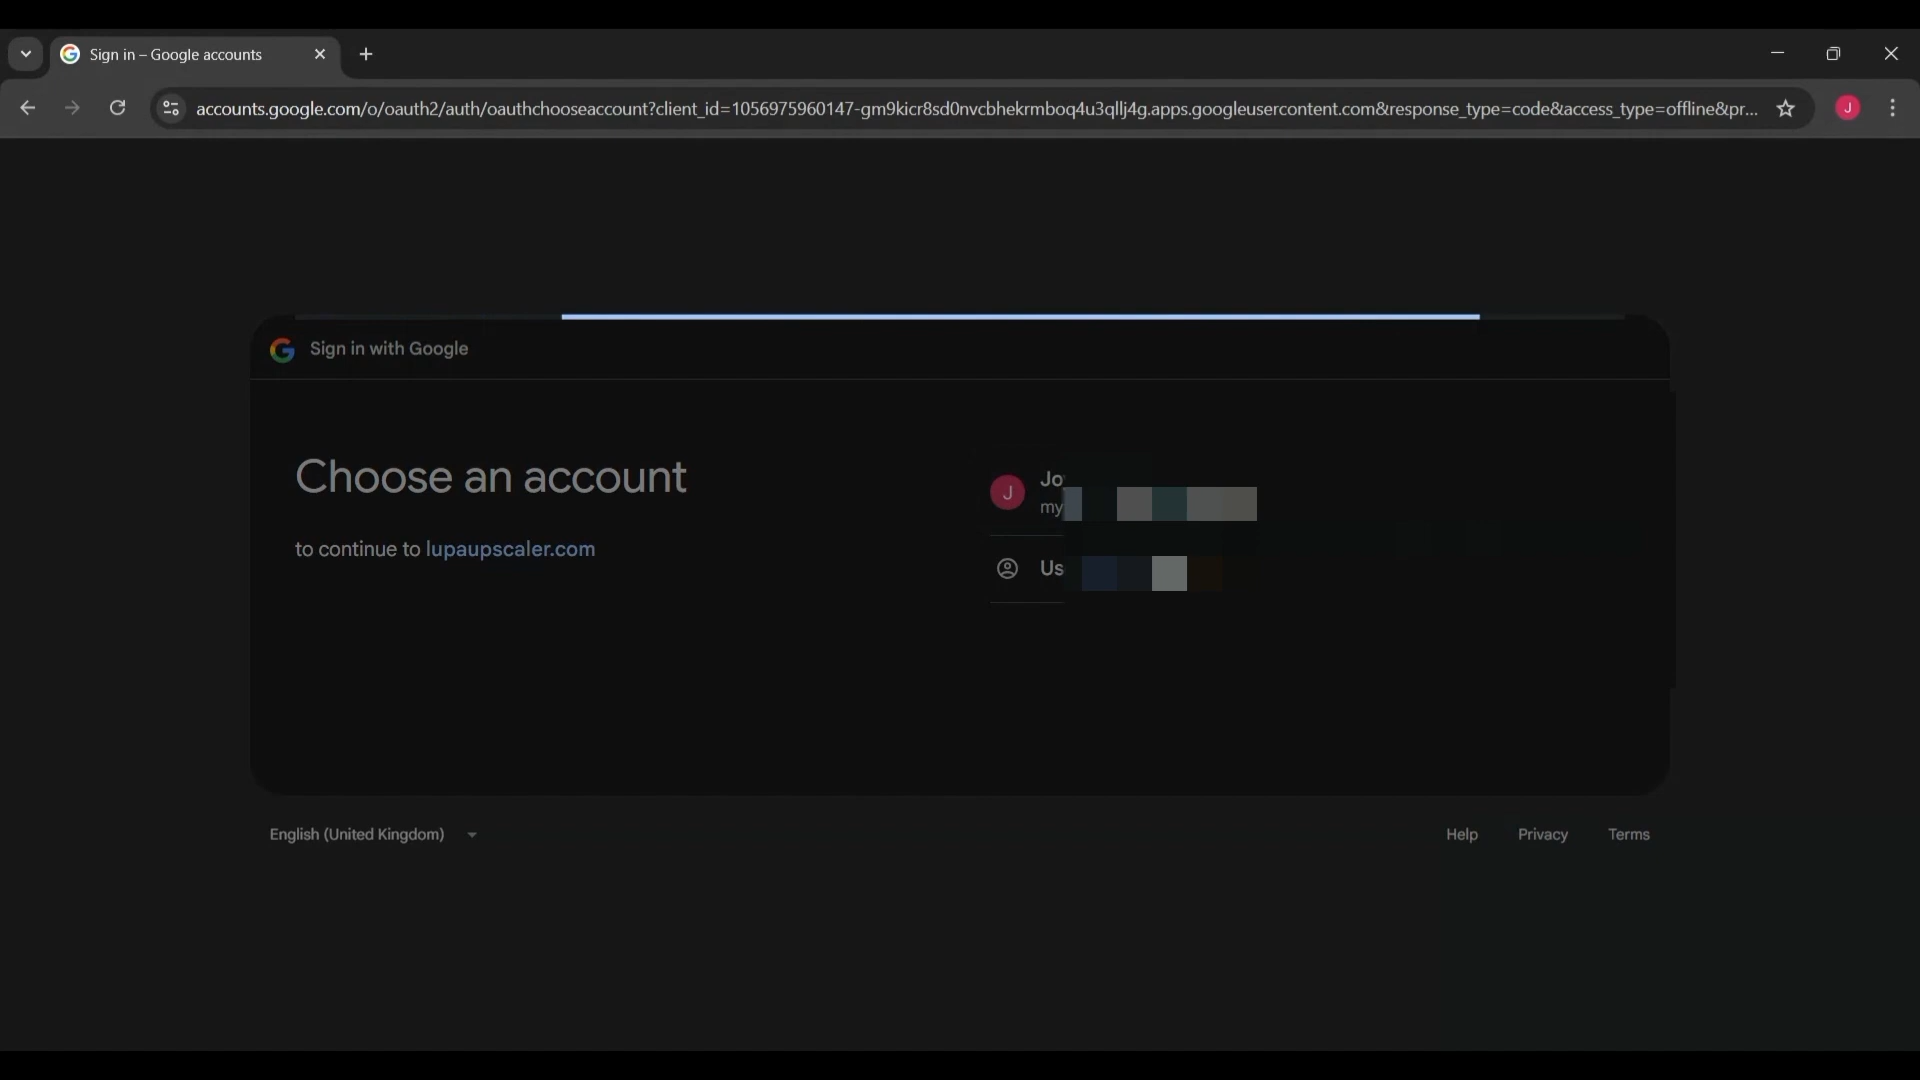 Sign in – Google accounts
accounts.google.com/o/oauth2/auth/oauthchooseaccount?client_id=1056975960147-gm9kicr8sd0nvcbhekrmboq4u3qllj4g.apps.googleusercontent.com&response_type=code&access_type=offline&pr...
J
Sign in with Google
Choose an account
to continue to lupaupscaler.com
J
Jo
my
Us
English (United Kingdom)
Help Privacy Terms